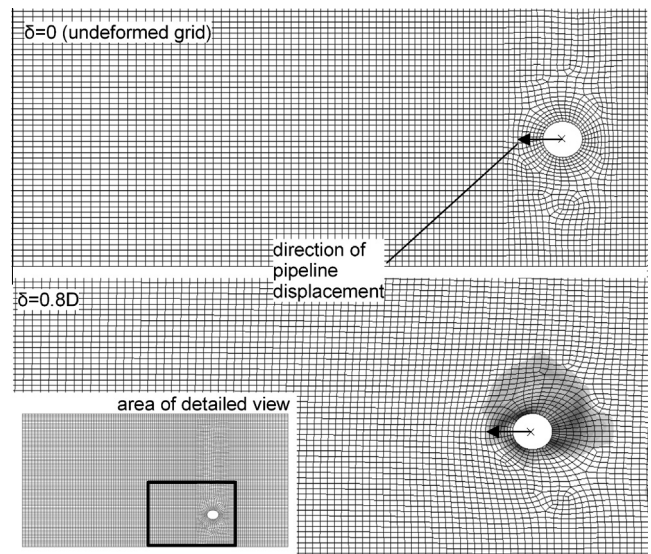 δ=0 (undeformed grid)
direction of
pipeline
displacement
δ=0.8D
area of detailed view